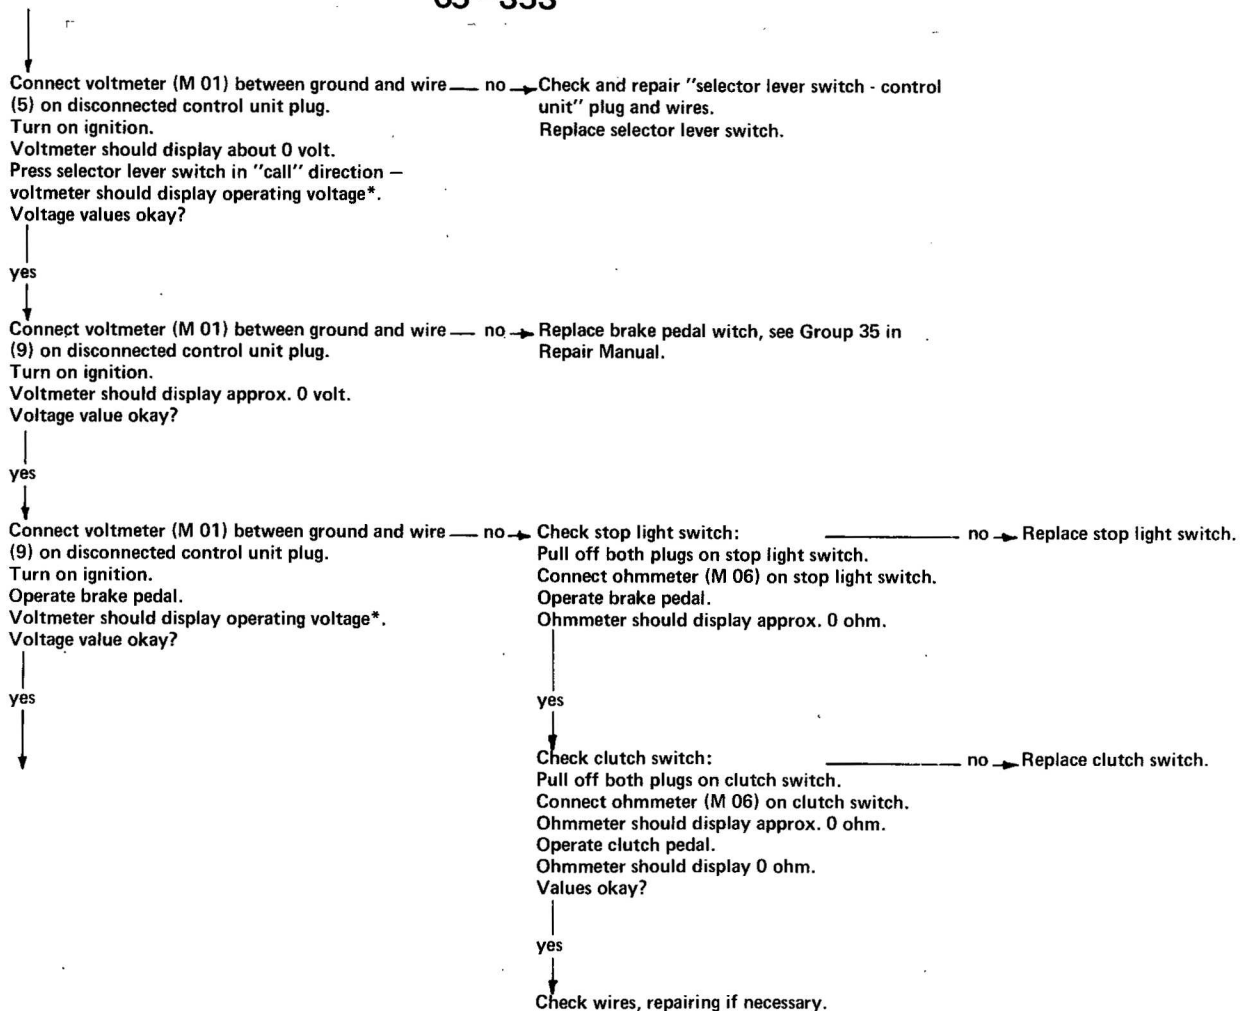 Connect voltmeter (M 01) between ground and wire
(5) on disconnected control unit plug.
Turn on ignition.
Voltmeter should display about 0 volt.
Press selector lever switch in "call" direction —
voltmeter should display operating voltage*.
Voltage values okay?
no
Check and repair "selector lever switch - control
unit" plug and wires.
Replace selector lever switch.
yes
Connect voltmeter (M 01) between ground and wire
(9) on disconnected control unit plug.
Turn on ignition.
Voltmeter should display approx. 0 volt.
Voltage value okay?
no
Replace brake pedal witch, see Group 35 in
Repair Manual.
yes
Connect voltmeter (M 01) between ground and wire
(9) on disconnected control unit plug.
Turn on ignition.
Operate brake pedal.
Voltmeter should display operating voltage*.
Voltage value okay?
no
Check stop light switch:
Pull off both plugs on stop light switch.
Connect ohmmeter (M 06) on stop light switch.
Operate brake pedal.
Ohmmeter should display approx. 0 ohm.
no
Replace stop light switch.
yes
yes
Check clutch switch:
Pull off both plugs on clutch switch.
Connect ohmmeter (M 06) on clutch switch.
Ohmmeter should display approx. 0 ohm.
Operate clutch pedal.
Ohmmeter should display 0 ohm.
Values okay?
no
Replace clutch switch.
yes
Check wires, repairing if necessary.